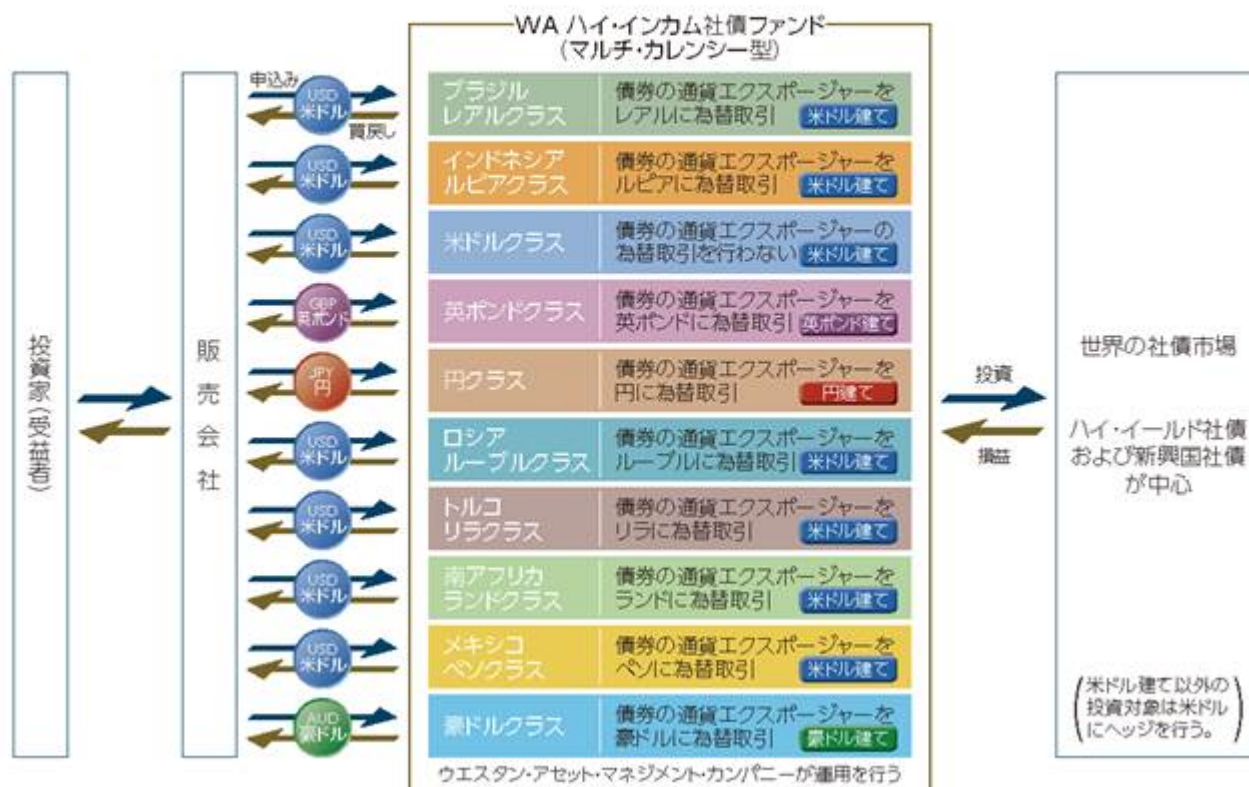 WA ハイ・インカム社債ファンド
(マルチ・カレンシー型)
投資家(受益者)
販売会社
申込み
買戻し
USD
米ドル
ブラジル
レアルクラス
債券の通貨エクスポージャーを
レアルに為替取引
米ドル建て
USD
米ドル
インドネシア
ルピアクラス
債券の通貨エクスポージャーを
ルピアに為替取引
米ドル建て
USD
米ドル
米ドルクラス
債券の通貨エクスポージャーの
為替取引を行わない
米ドル建て
GBP
英ポンド
英ポンドクラス
債券の通貨エクスポージャーを
英ポンドに為替取引
英ポンド建て
JPY
円
円クラス
債券の通貨エクスポージャーを
円に為替取引
円建て
USD
米ドル
ロシア
ルーブルクラス
債券の通貨エクスポージャーを
ルーブルに為替取引
米ドル建て
USD
米ドル
トルコ
リラクラス
債券の通貨エクスポージャーを
リラに為替取引
米ドル建て
USD
米ドル
南アフリカ
ランドクラス
債券の通貨エクスポージャーを
ランドに為替取引
米ドル建て
USD
米ドル
メキシコ
ペソクラス
債券の通貨エクスポージャーを
ペソに為替取引
米ドル建て
AUD
豪ドル
豪ドルクラス
債券の通貨エクスポージャーを
豪ドルに為替取引
豪ドル建て
ウエスタン・アセット・マネジメント・カンパニーが運用を行う
投資
損益
世界の社債市場
ハイ・イールド社債
および新興国社債
が中心
(米ドル建て以外の
投資対象は米ドル
にヘッジを行う。)